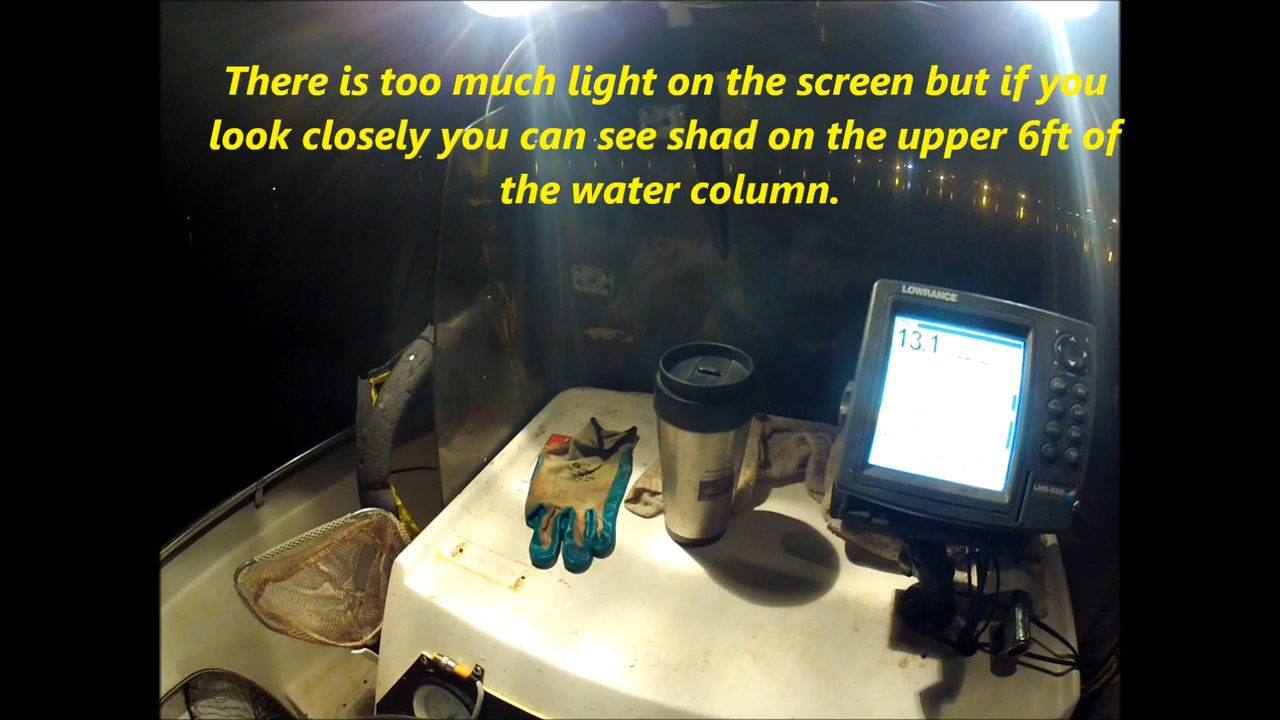 There is too much light on the screen but if you
look closely you can see shad on the upper 6ft of
the water column.
LOWRANCE
13.1